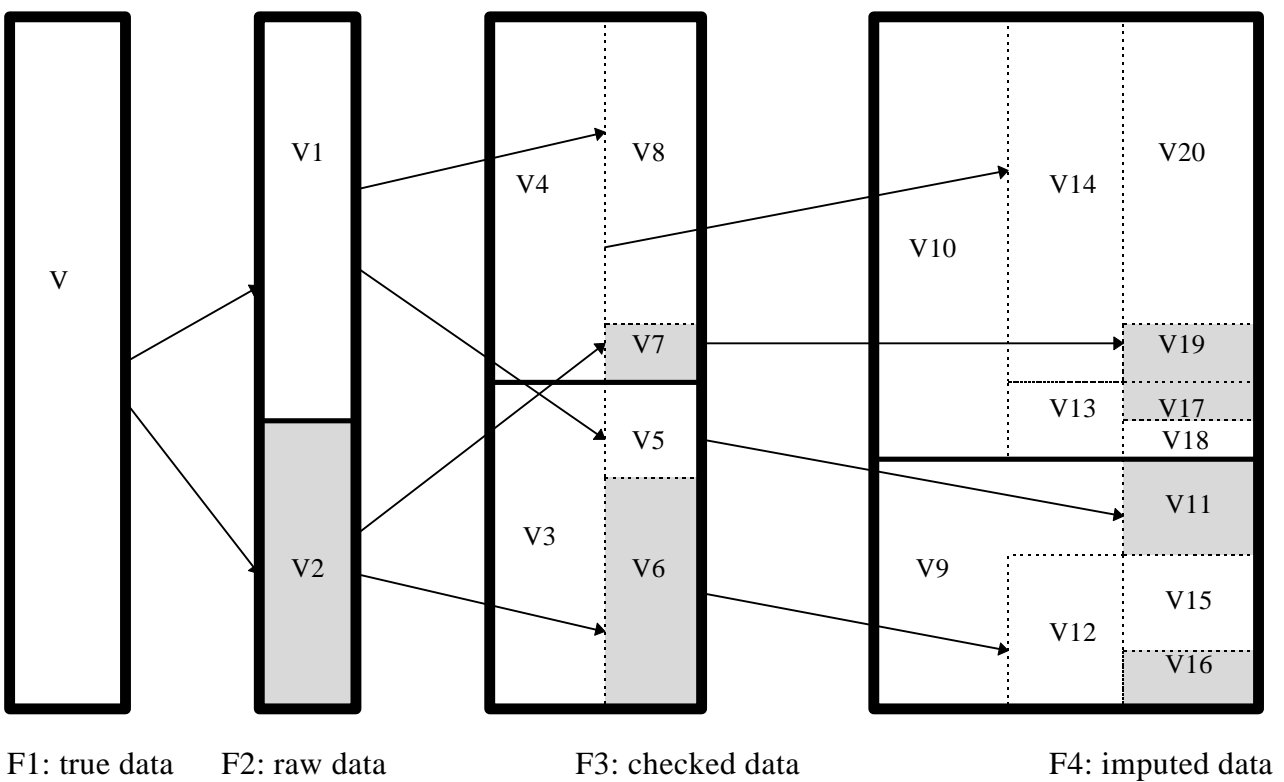 V
V1
V2
V4
V8
V7
V5
V3
V6
V10
V14
V20
V19
V13
V17
V18
V11
V9
V15
V12
V16
F1: true data
F2: raw data
F3: checked data
F4: imputed data